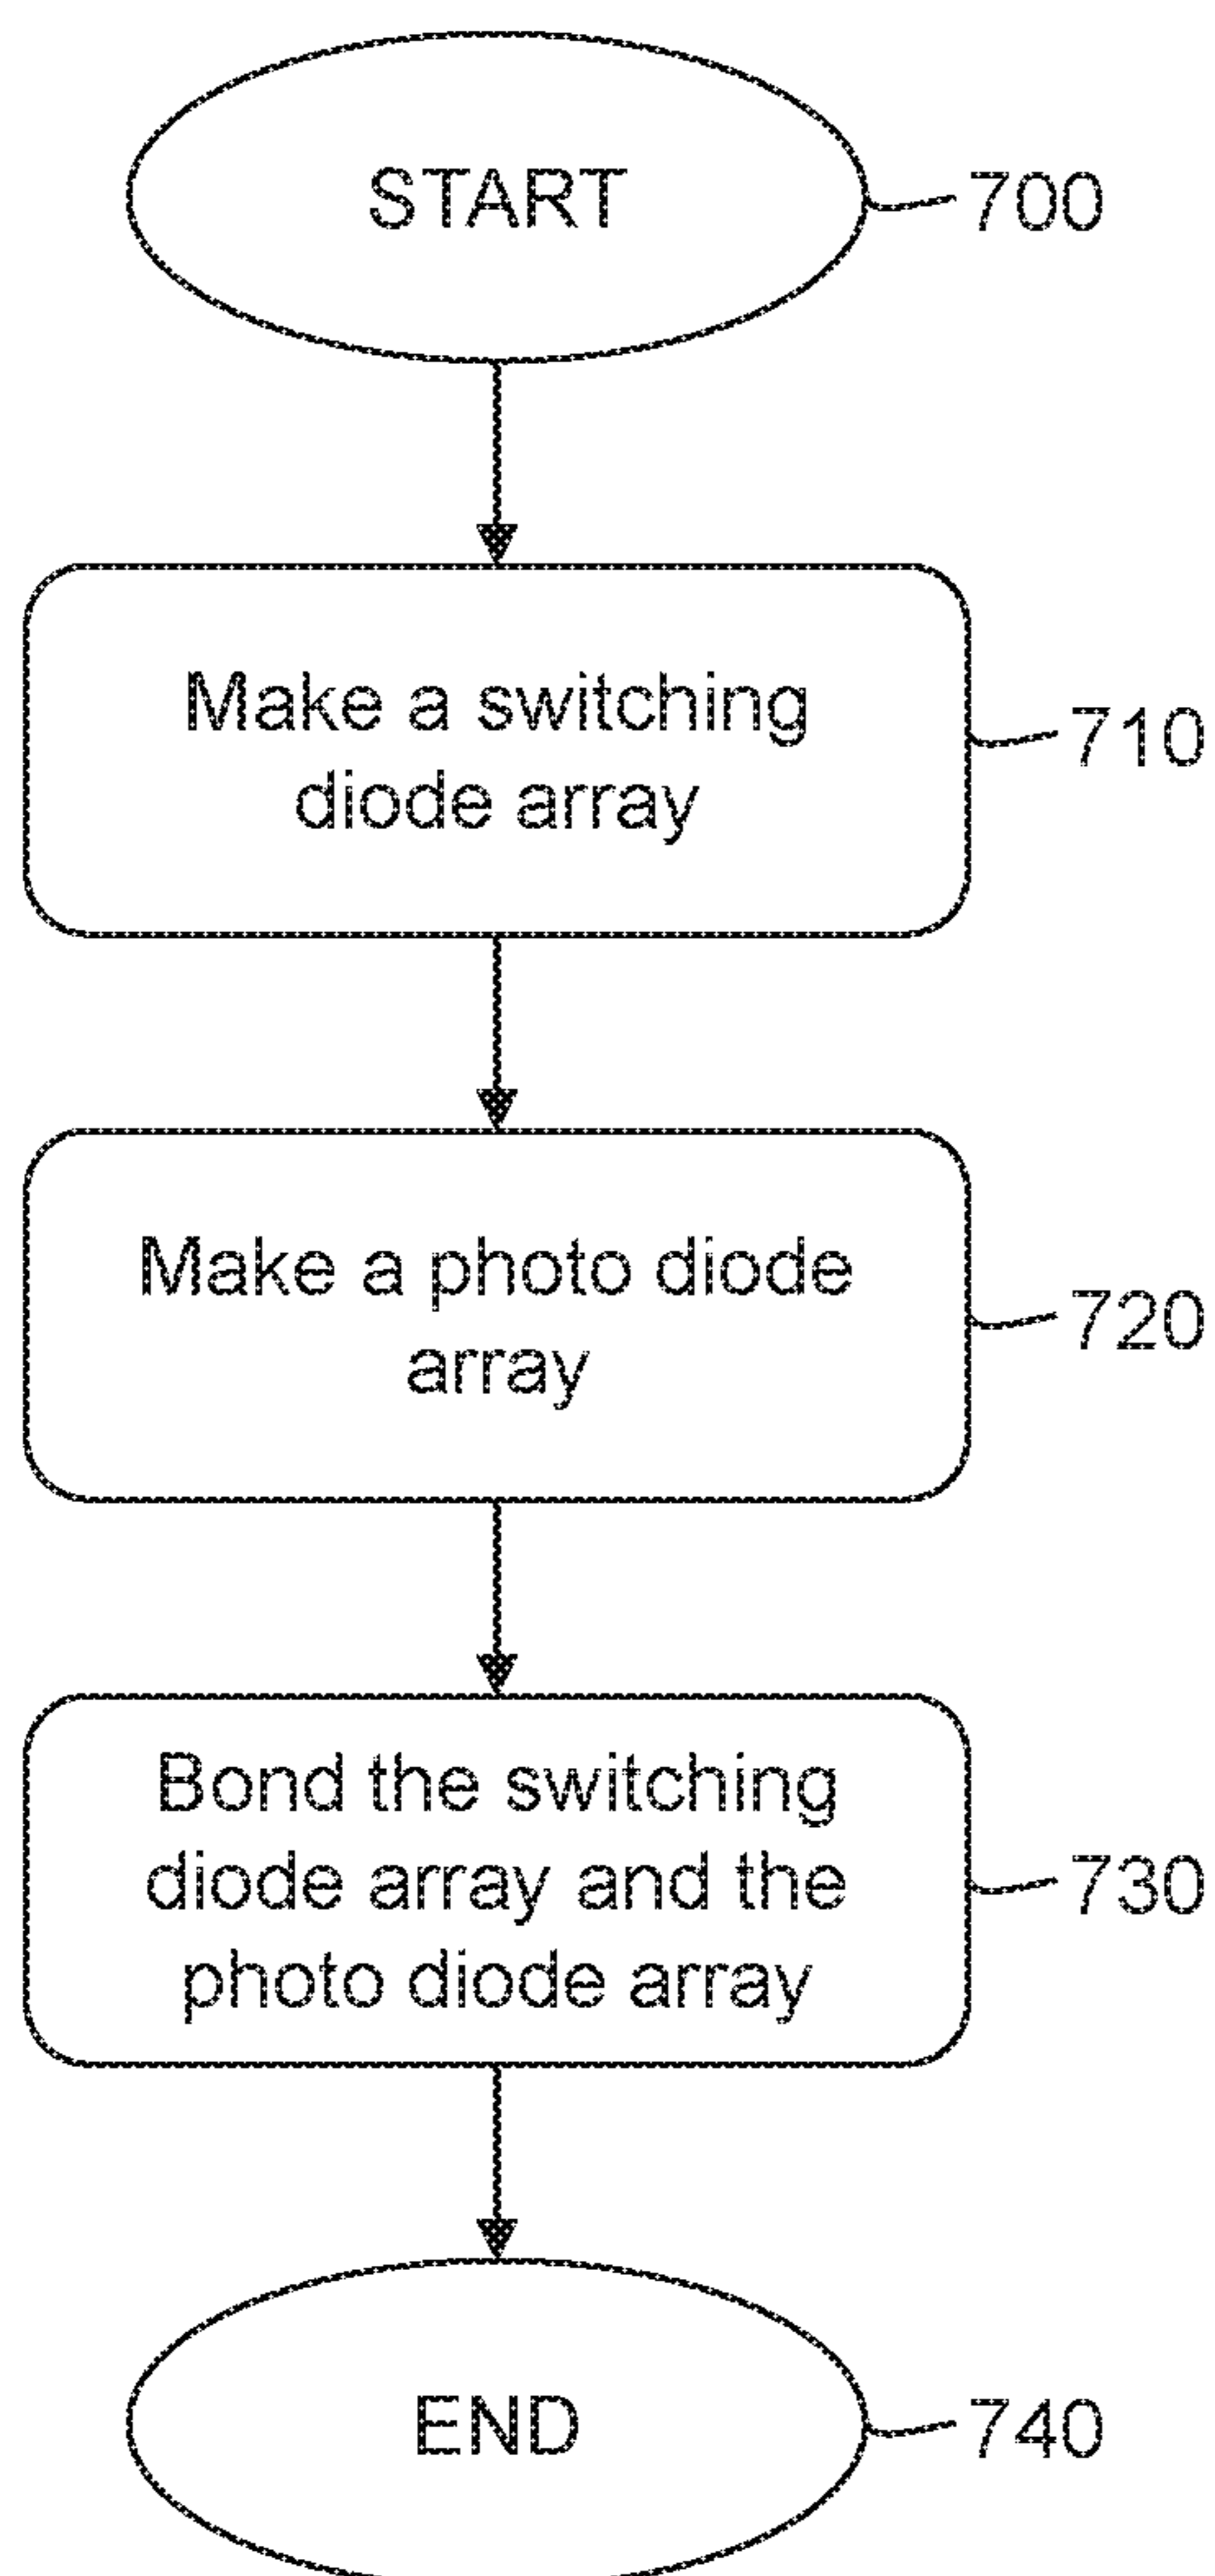 START
700
Make a switching
diode array
710
Make a photo diode
array
720
Bond the switching
diode array and the
photo diode array
730
END
740